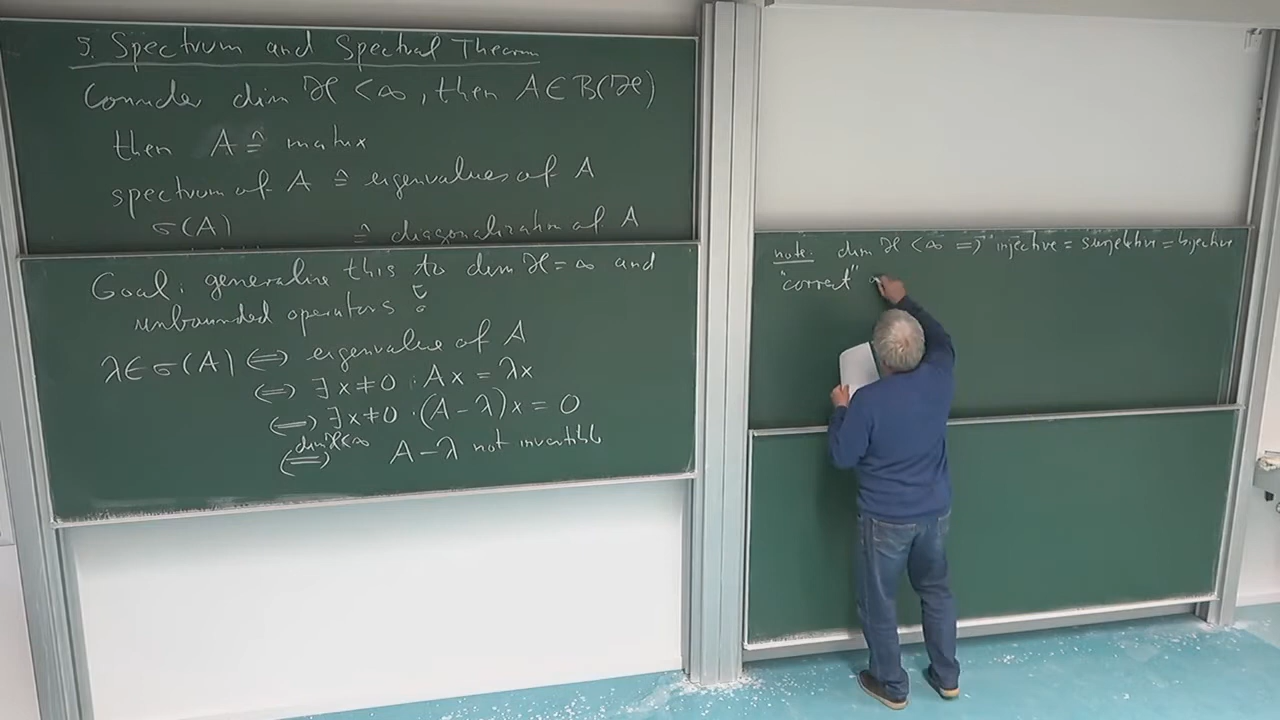 5. Spectrum and Spectral Theorem
Consider dim ℋ < ∞, then A ∈ B(ℋ)
then A ≙ matrix
spectrum of A ≙ eigenvalues of A
σ(A) ≙ diagonalization of A
Goal: generalize this to dim ℋ = ∞ and
unbounded operators !
λ ∈ σ(A) ⟺ eigenvalue of A
⟺ ∃ x ≠ 0 : Ax = λx
⟺ ∃ x ≠ 0 : (A - λ)x = 0
dim ℋ < ∞
⟺ A - λ not invertible
note: dim ℋ < ∞ ⇒ injective = surjective = bijective
"correct"